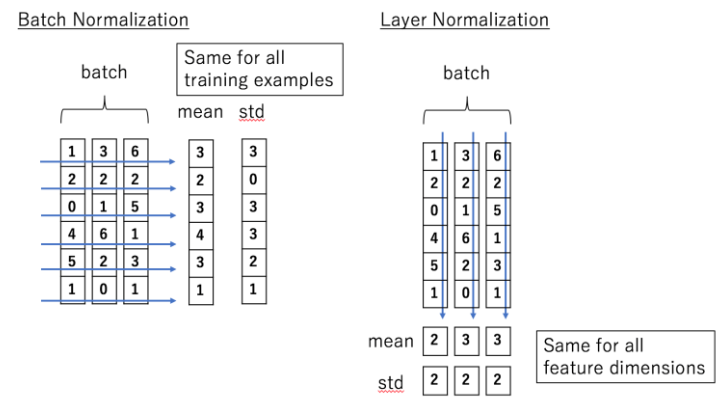 Batch Normalization
Same for all
training examples
batch
mean std
1 3 6 3 3
2 2 2 2 0
0 1 5 3 3
4 6 1 4 3
5 2 3 3 2
1 0 1 1 1
Layer Normalization
batch
1 3 6
2 2 2
0 1 5
4 6 1
5 2 3
1 0 1
mean 2 3 3
std 2 2 2
Same for all
feature dimensions